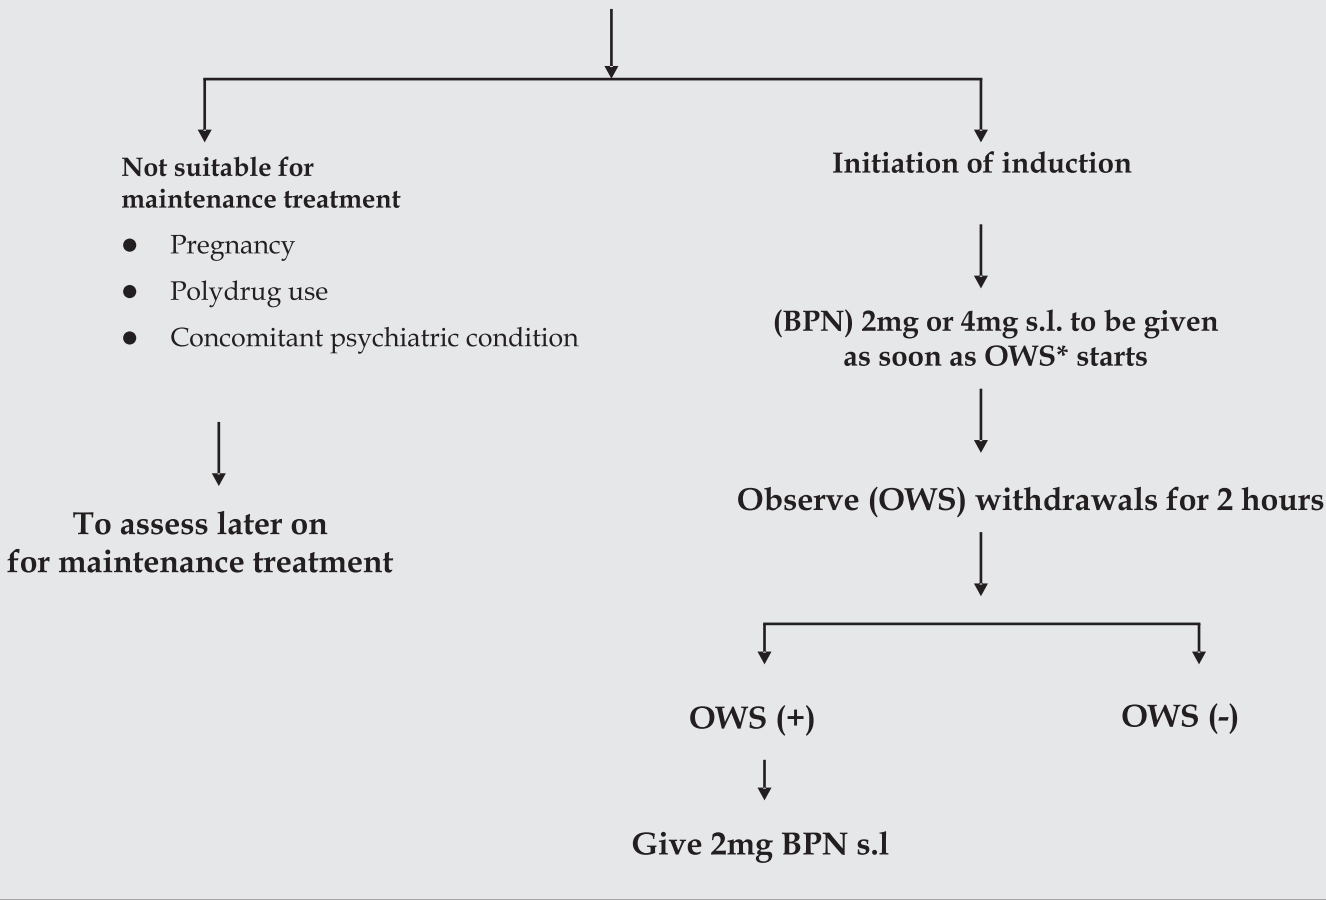 Not suitable for
maintenance treatment
● Pregnancy
● Polydrug use
● Concomitant psychiatric condition
To assess later on
for maintenance treatment
Initiation of induction
(BPN) 2mg or 4mg s.l. to be given
as soon as OWS* starts
Observe (OWS) withdrawals for 2 hours
OWS (+)
OWS (-)
Give 2mg BPN s.l